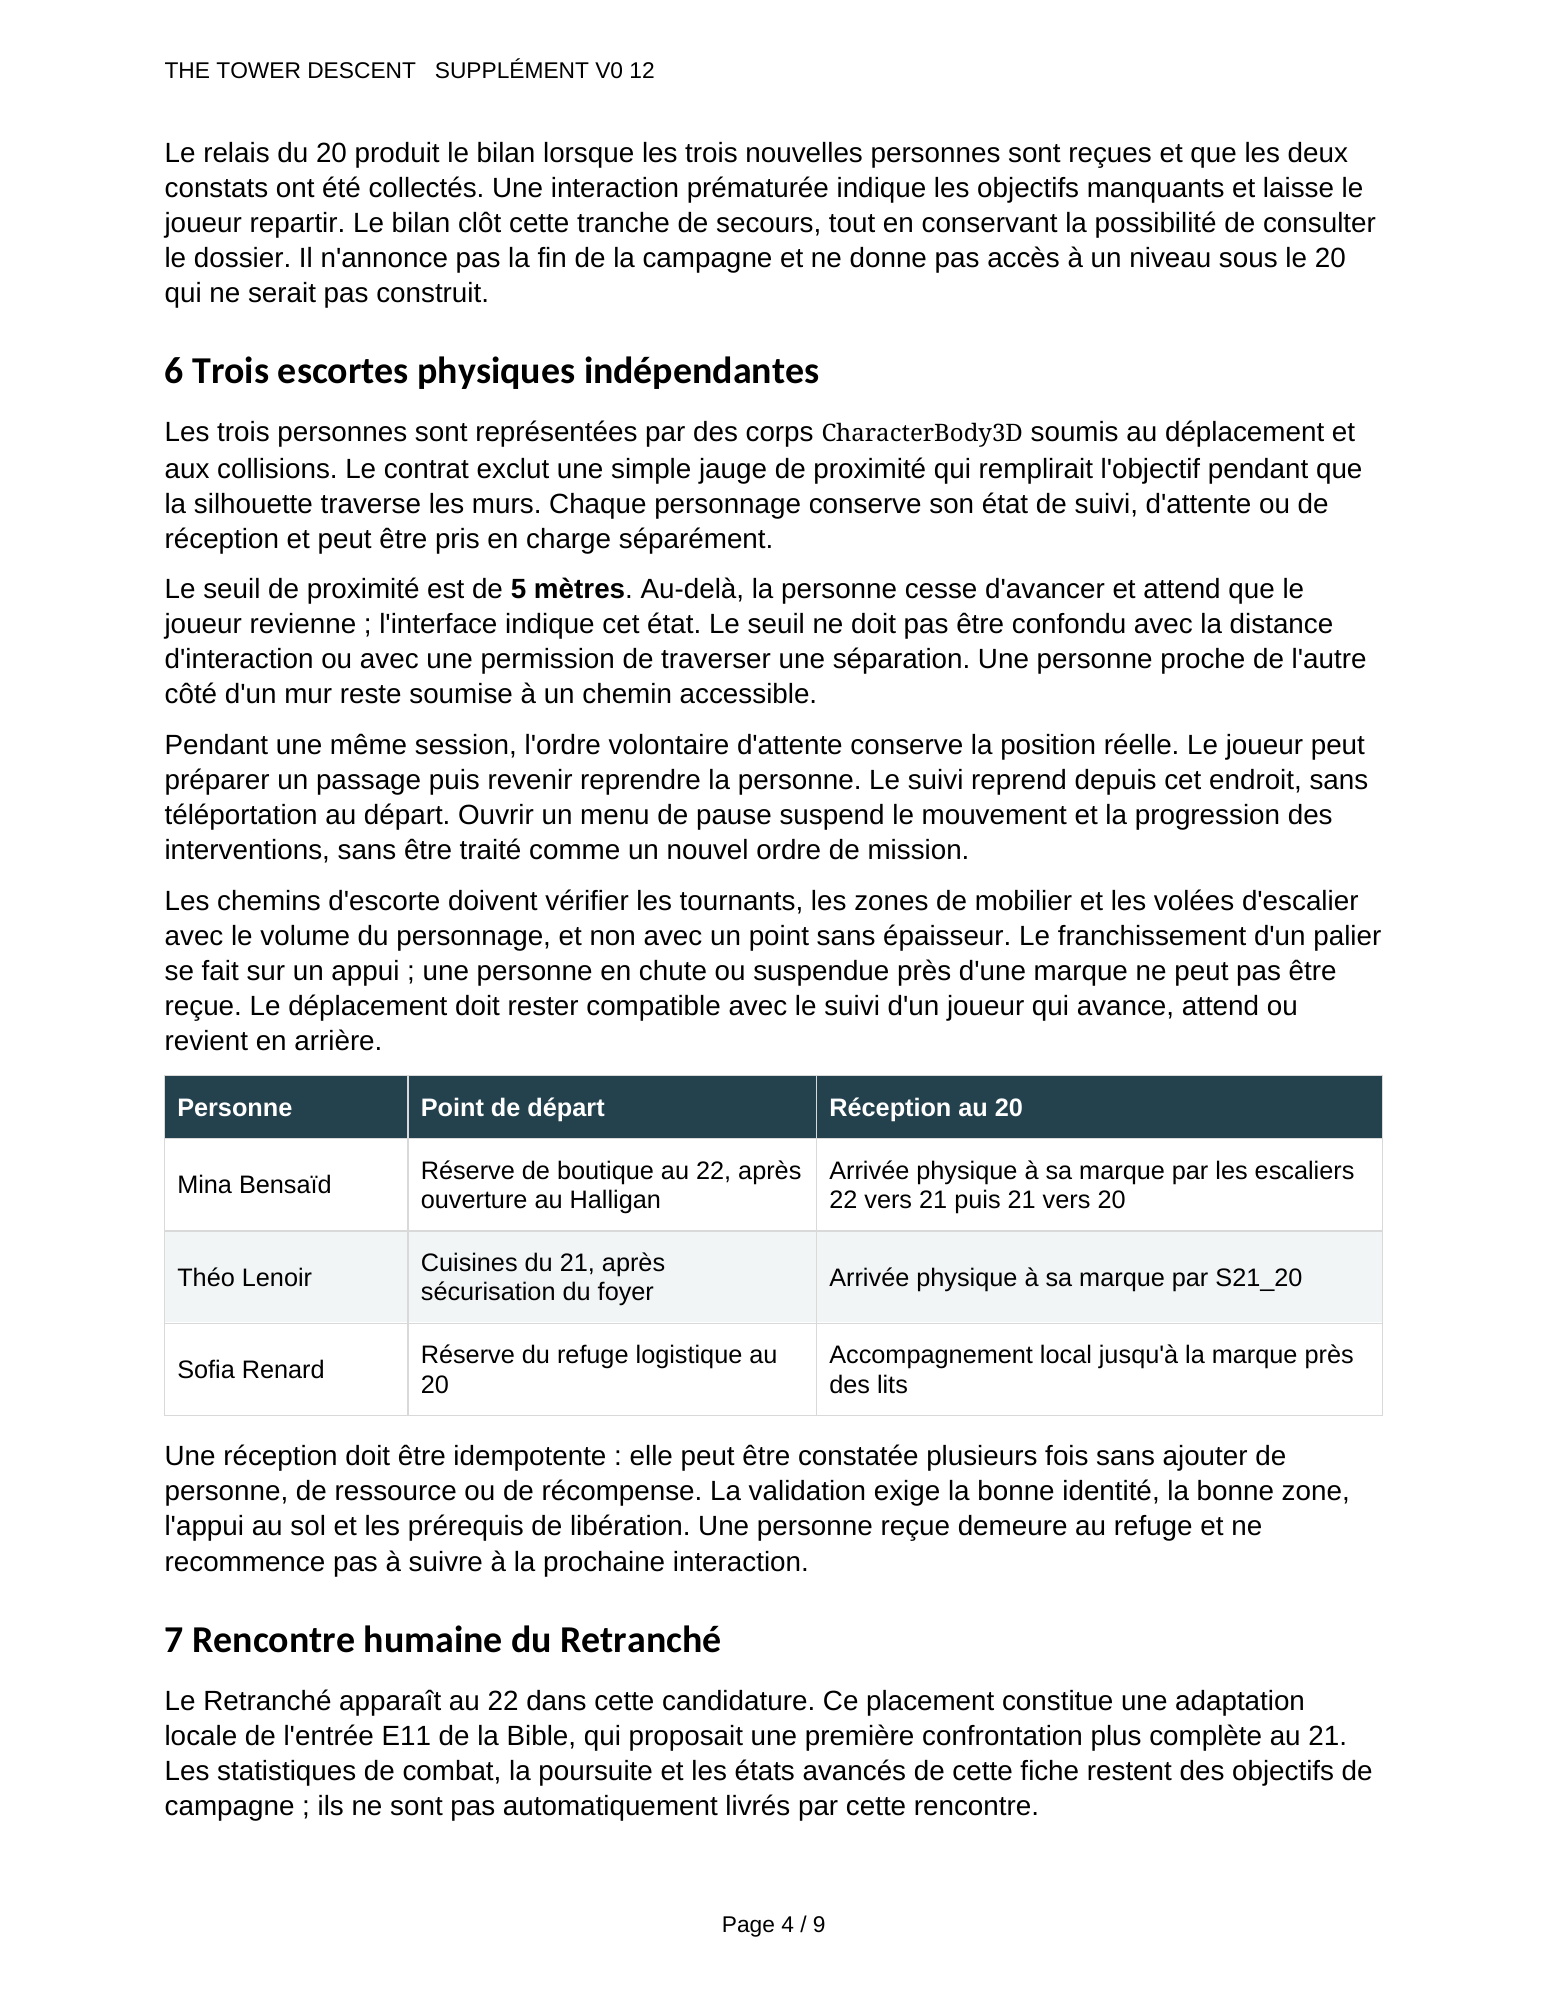 THE TOWER DESCENT   SUPPLÉMENT V0 12
Le relais du 20 produit le bilan lorsque les trois nouvelles personnes sont reçues et que les deux
constats ont été collectés. Une interaction prématurée indique les objectifs manquants et laisse le
joueur repartir. Le bilan clôt cette tranche de secours, tout en conservant la possibilité de consulter
le dossier. Il n'annonce pas la fin de la campagne et ne donne pas accès à un niveau sous le 20
qui ne serait pas construit.
6 Trois escortes physiques indépendantes
Les trois personnes sont représentées par des corps CharacterBody3D soumis au déplacement et
aux collisions. Le contrat exclut une simple jauge de proximité qui remplirait l'objectif pendant que
la silhouette traverse les murs. Chaque personnage conserve son état de suivi, d'attente ou de
réception et peut être pris en charge séparément.
Le seuil de proximité est de 5 mètres. Au-delà, la personne cesse d'avancer et attend que le
joueur revienne ; l'interface indique cet état. Le seuil ne doit pas être confondu avec la distance
d'interaction ou avec une permission de traverser une séparation. Une personne proche de l'autre
côté d'un mur reste soumise à un chemin accessible.
Pendant une même session, l'ordre volontaire d'attente conserve la position réelle. Le joueur peut
préparer un passage puis revenir reprendre la personne. Le suivi reprend depuis cet endroit, sans
téléportation au départ. Ouvrir un menu de pause suspend le mouvement et la progression des
interventions, sans être traité comme un nouvel ordre de mission.
Les chemins d'escorte doivent vérifier les tournants, les zones de mobilier et les volées d'escalier
avec le volume du personnage, et non avec un point sans épaisseur. Le franchissement d'un palier
se fait sur un appui ; une personne en chute ou suspendue près d'une marque ne peut pas être
reçue. Le déplacement doit rester compatible avec le suivi d'un joueur qui avance, attend ou
revient en arrière.
Personne
Point de départ
Réception au 20
Mina Bensaïd
Réserve de boutique au 22, après
ouverture au Halligan
Arrivée physique à sa marque par les escaliers
22 vers 21 puis 21 vers 20
Théo Lenoir
Cuisines du 21, après
sécurisation du foyer
Arrivée physique à sa marque par S21_20
Sofia Renard
Réserve du refuge logistique au
20
Accompagnement local jusqu'à la marque près
des lits
Une réception doit être idempotente : elle peut être constatée plusieurs fois sans ajouter de
personne, de ressource ou de récompense. La validation exige la bonne identité, la bonne zone,
l'appui au sol et les prérequis de libération. Une personne reçue demeure au refuge et ne
recommence pas à suivre à la prochaine interaction.
7 Rencontre humaine du Retranché
Le Retranché apparaît au 22 dans cette candidature. Ce placement constitue une adaptation
locale de l'entrée E11 de la Bible, qui proposait une première confrontation plus complète au 21.
Les statistiques de combat, la poursuite et les états avancés de cette fiche restent des objectifs de
campagne ; ils ne sont pas automatiquement livrés par cette rencontre.
Page 4 / 9